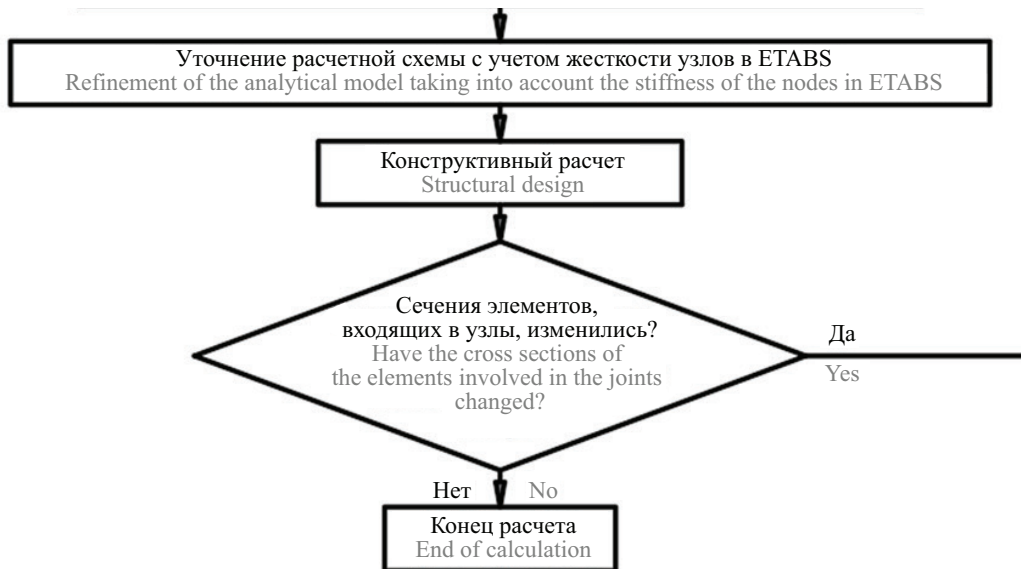 Уточнение расчетной схемы с учетом жесткости узлов в ETABS
Refinement of the analytical model taking into account the stiffness of the nodes in ETABS
Конструктивный расчет
Structural design
Сечения элементов,
входящих в узлы, изменились?
Have the cross sections of
the elements involved in the joints
changed?
Да
Yes
Нет No
Конец расчета
End of calculation